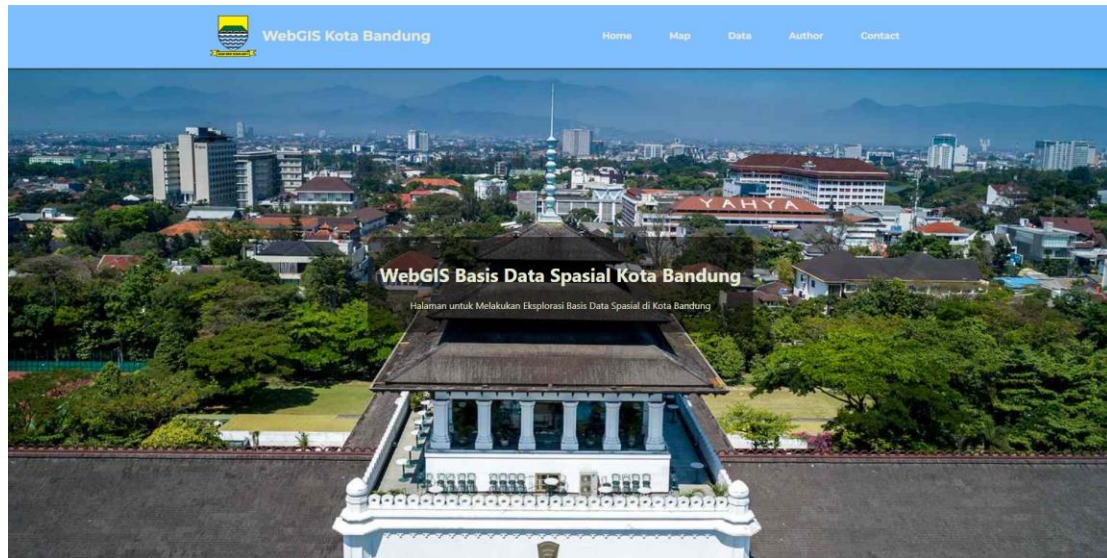 WebGIS Kota Bandung
Home Map Data Author Contact
YAHYA
WebGIS Basis Data Spasial Kota Bandung
Halaman untuk Melakukan Eksplorasi Basis Data Spasial di Kota Bandung